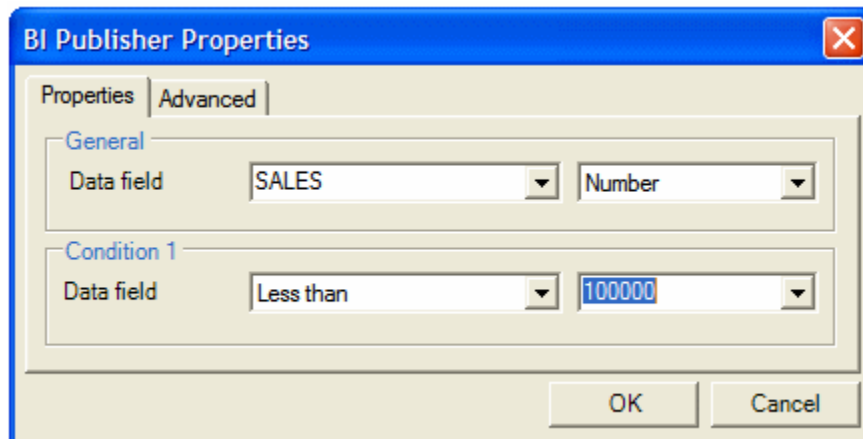 BI Publisher Properties
Properties Advanced
General
Data field SALES Number
Condition 1
Data field Less than 100000
OK Cancel